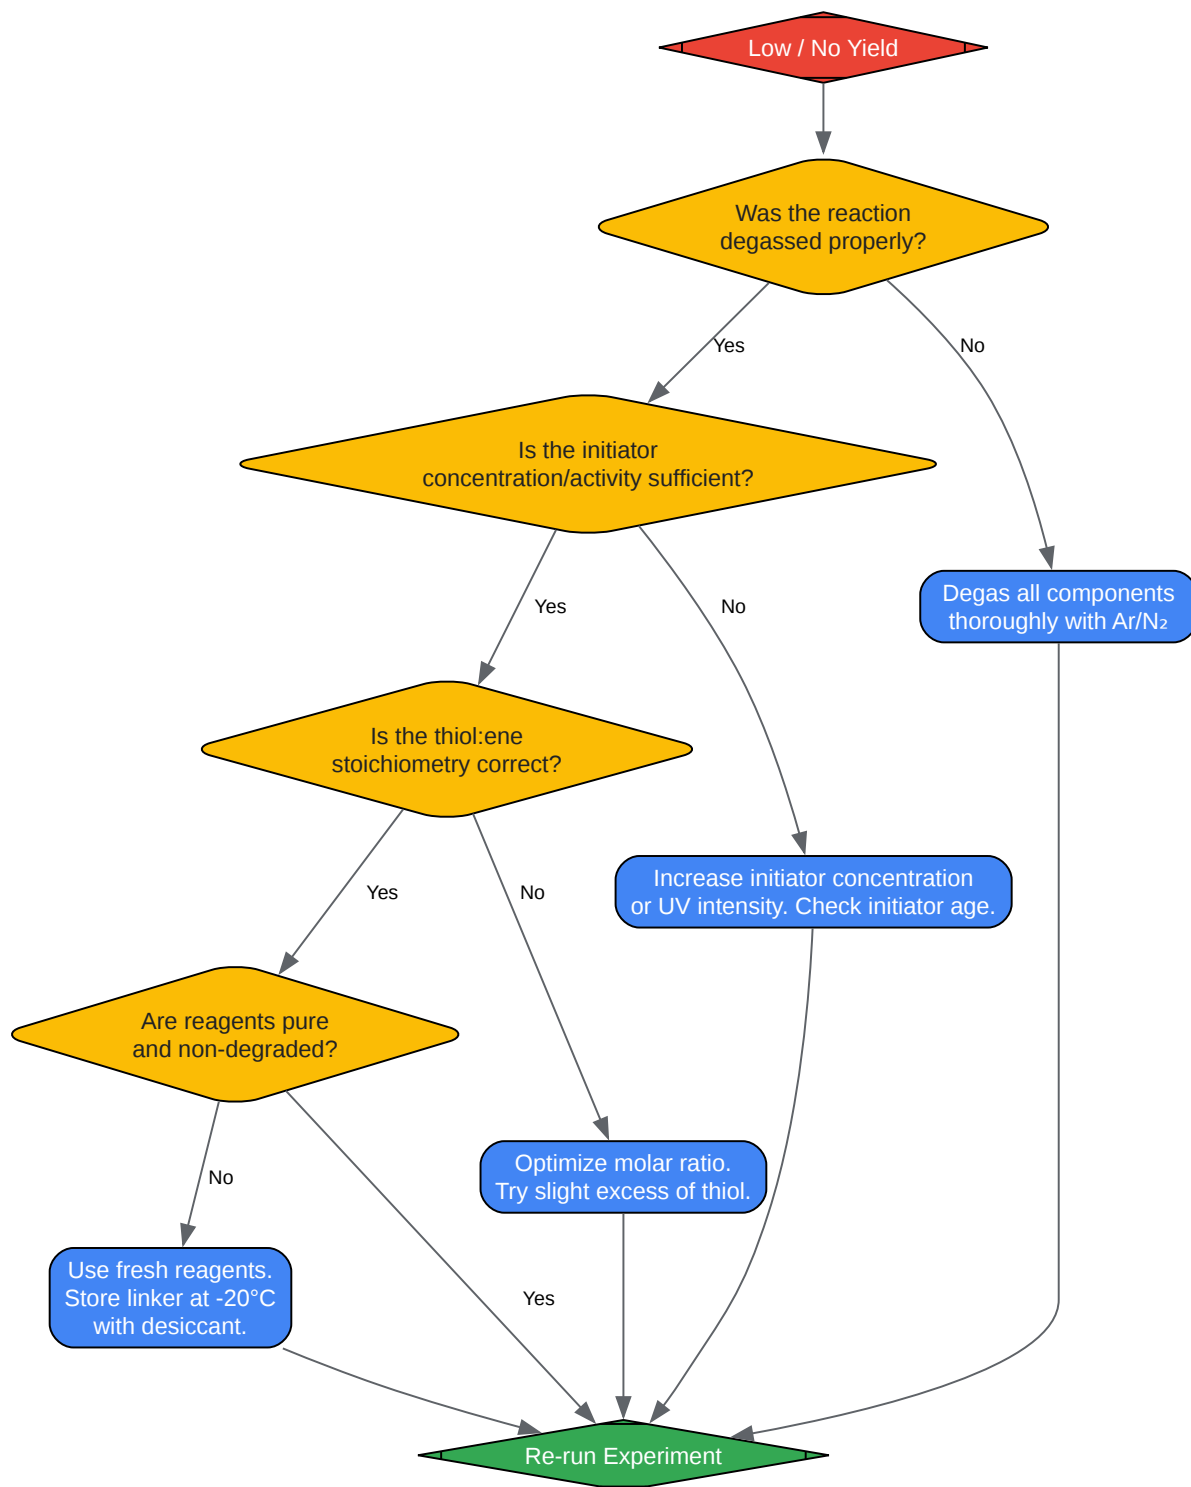 Low / No Yield
Was the reaction
degassed properly?
Yes
No
Is the initiator
concentration/activity sufficient?
Degas all components
thoroughly with Ar/N₂
Yes
No
Is the thiol:ene
stoichiometry correct?
Increase initiator concentration
or UV intensity. Check initiator age.
Yes
No
Are reagents pure
and non-degraded?
Optimize molar ratio.
Try slight excess of thiol.
No
Yes
Use fresh reagents.
Store linker at -20°C
with desiccant.
Re-run Experiment